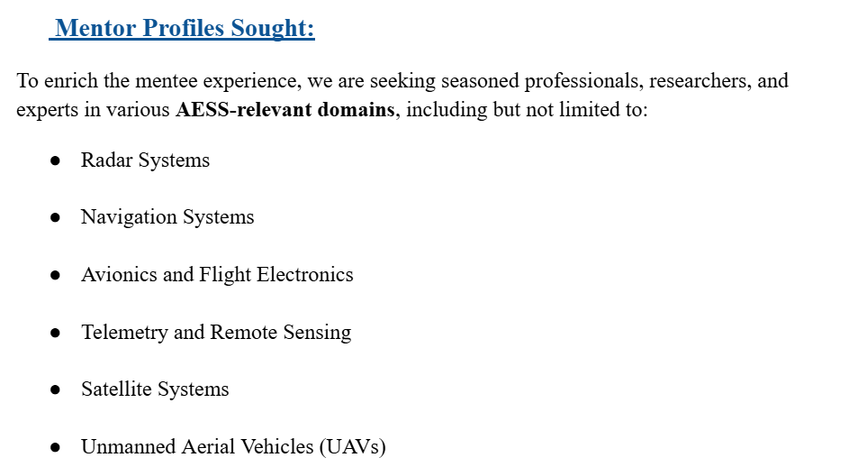 Mentor Profiles Sought:
To enrich the mentee experience, we are seeking seasoned professionals, researchers, and
experts in various AESS-relevant domains, including but not limited to:
● Radar Systems
● Navigation Systems
● Avionics and Flight Electronics
● Telemetry and Remote Sensing
● Satellite Systems
● Unmanned Aerial Vehicles (UAVs)